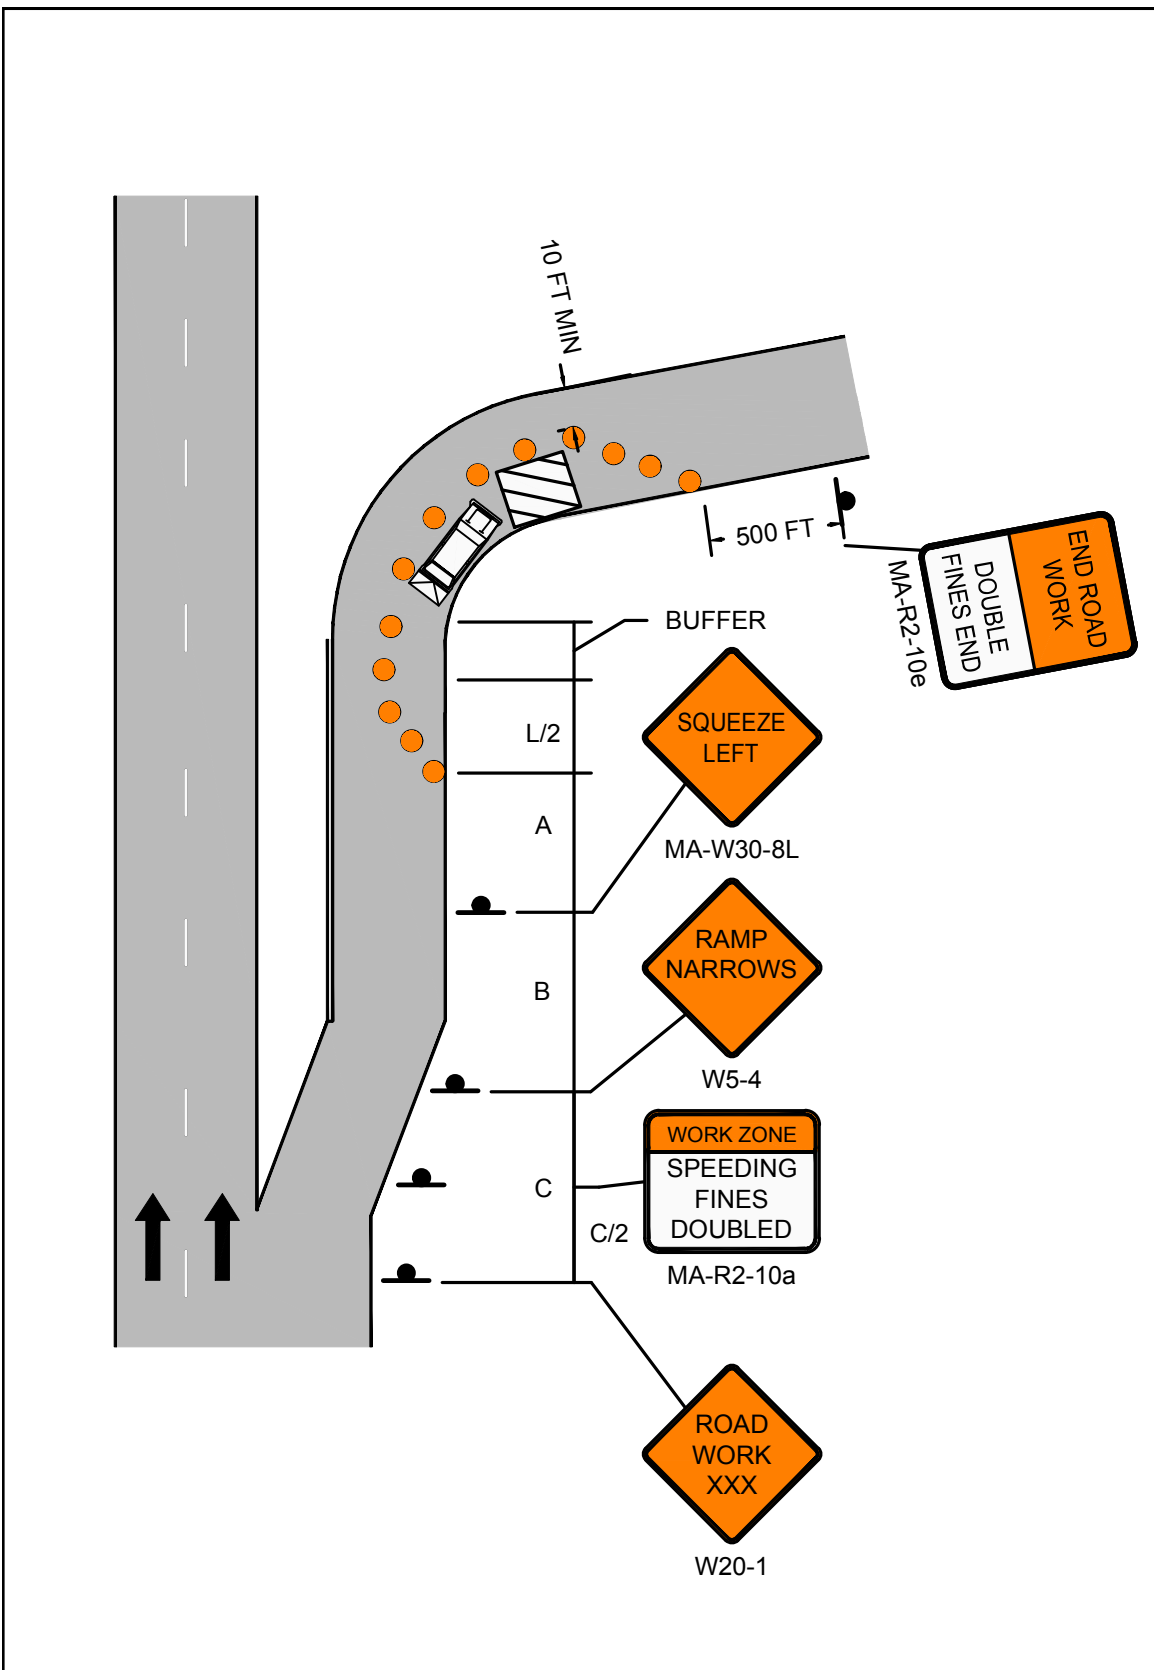 10 FT MIN
500 FT
END ROAD
WORK
DOUBLE
FINES END
MA-R2-10e
BUFFER
L/2
SQUEEZE
LEFT
MA-W30-8L
A
RAMP
NARROWS
W5-4
B
WORK ZONE
SPEEDING
FINES
DOUBLED
MA-R2-10a
C
C/2
ROAD
WORK
XXX
W20-1